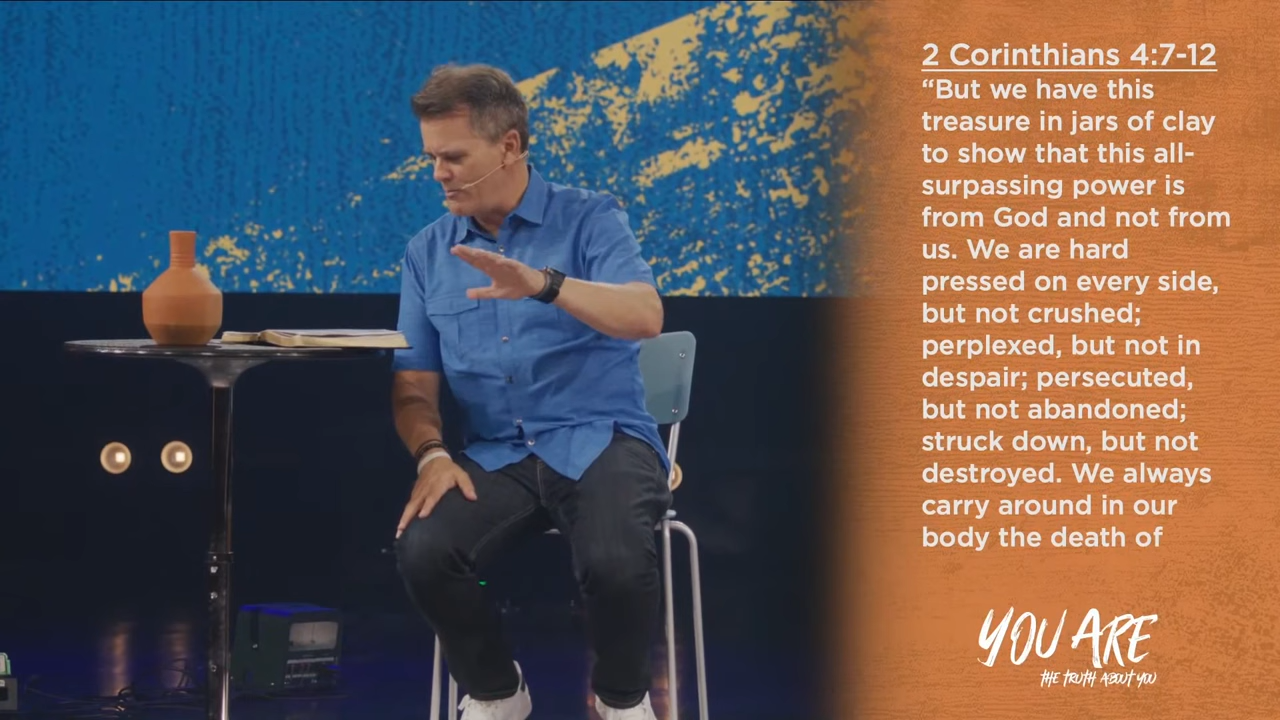 2 Corinthians 4:7-12
“But we have this
treasure in jars of clay
to show that this all-
surpassing power is
from God and not from
us. We are hard
pressed on every side,
but not crushed;
perplexed, but not in
despair; persecuted,
but not abandoned;
struck down, but not
destroyed. We always
carry around in our
body the death of
YOU ARE
THE TRUTH ABOUT YOU